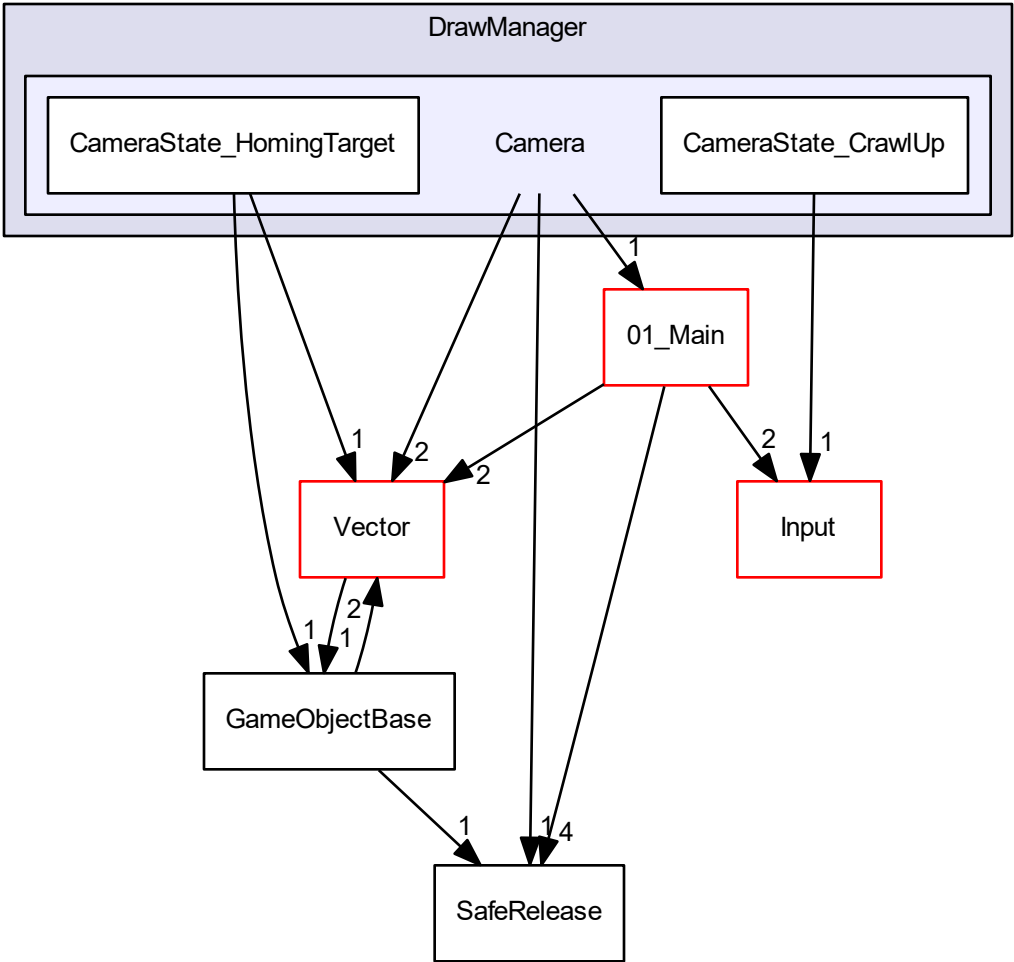 DrawManager
CameraState_HomingTarget
Camera
CameraState_CrawlUp
1
01_Main
1
2
2
2
1
Vector
Input
2
1
1
GameObjectBase
1
1
4
SafeRelease